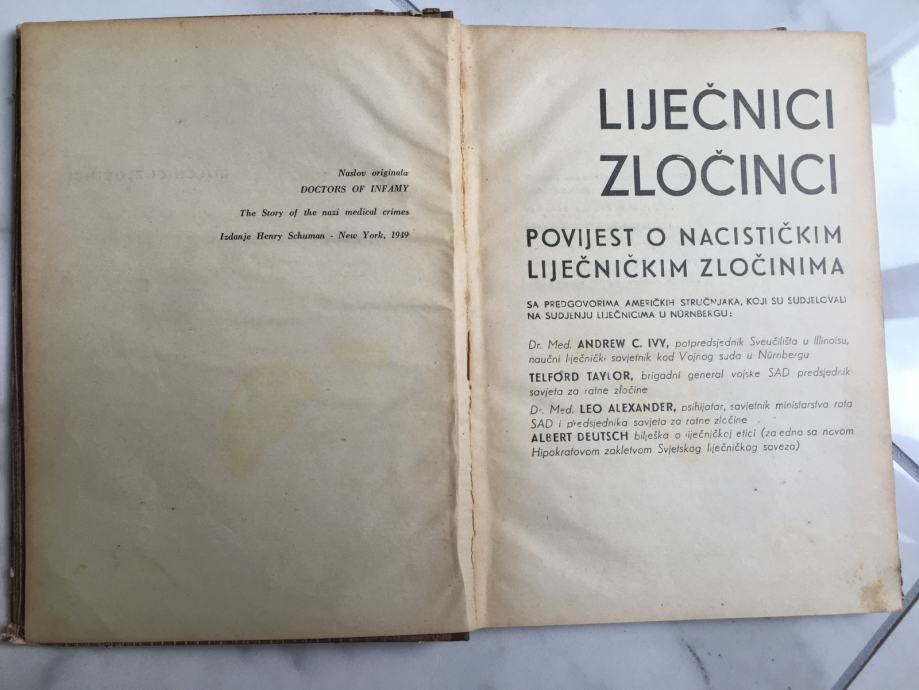 Naslov originala
DOCTORS OF INFAMY
The Story of the nazi medical crimes
Izdanje Henry Schuman - New York, 1949
LIJEČNICI
ZLOČINCI
POVIJEST O NACISTIČKIM
LIJEČNIČKIM ZLOČINIMA
SA PREDGOVORIMA AMERIČKIH STRUČNJAKA, KOJI SU SUDJELOVALI
NA SUDJENJU LIJEČNICIMA U NÜRNBERGU:
Dr. Med. ANDREW C. IVY, potpredsjednik Sveučilišta u Illinoisu,
naučni liječnički savjetnik kod Vojnog suda u Nürnbergu
TELFORD TAYLOR, brigadni general vojske SAD predsjednik
savjeta za ratne zločine
Dr. Med. LEO ALEXANDER, psihijatar, savjetnik ministarstva rata
SAD i predsjednika savjeta za ratne zločine
ALBERT DEUTSCH bilješka o liječničkoj etici (zajedno sa novom
Hipokratovom zakletvom Svjetskog liječničkog saveza)